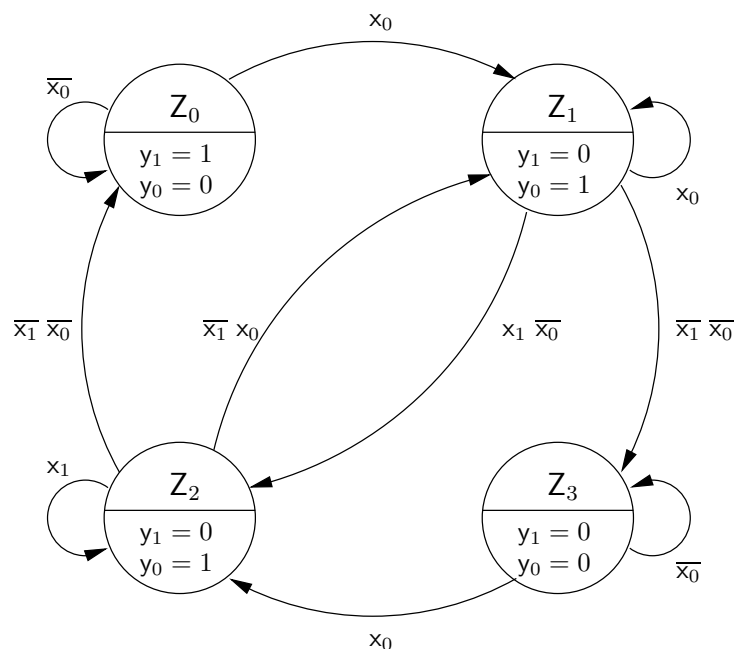 x₀
x̅₀̅
Z₀
y₁ = 1
y₀ = 0
Z₁
y₁ = 0
y₀ = 1
x₀
x̅₁̅ x̅₀̅
x̅₁̅ x₀
x₁ x̅₀̅
x̅₁̅ x̅₀̅
x₁
Z₂
y₁ = 0
y₀ = 1
Z₃
y₁ = 0
y₀ = 0
x̅₀̅
x₀